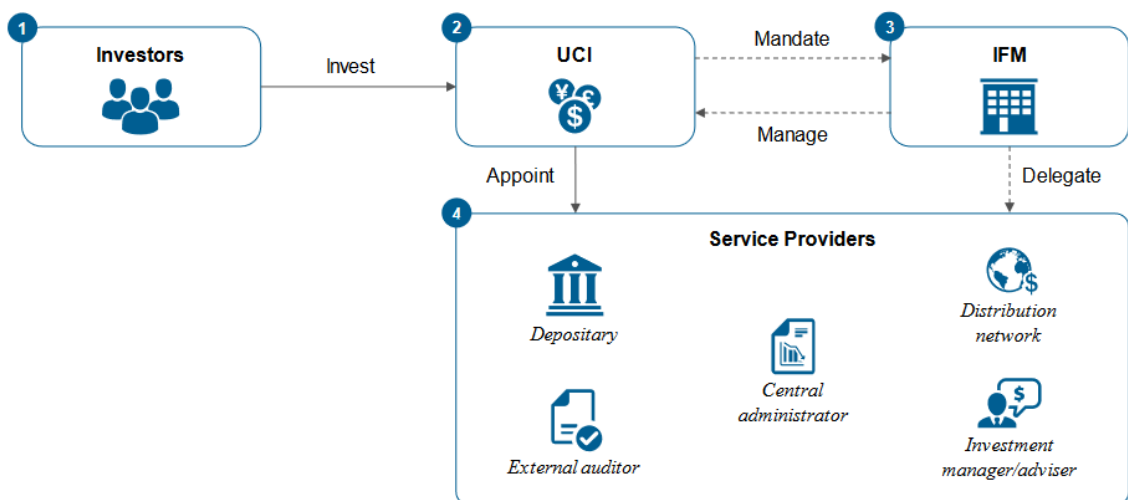 1
Investors
Invest
2
UCI
¥
£
$
Mandate
Manage
3
IFM
Appoint
Delegate
4
Service Providers
Depositary
External auditor
Central
administrator
$
Distribution
network
$
Investment
manager/adviser